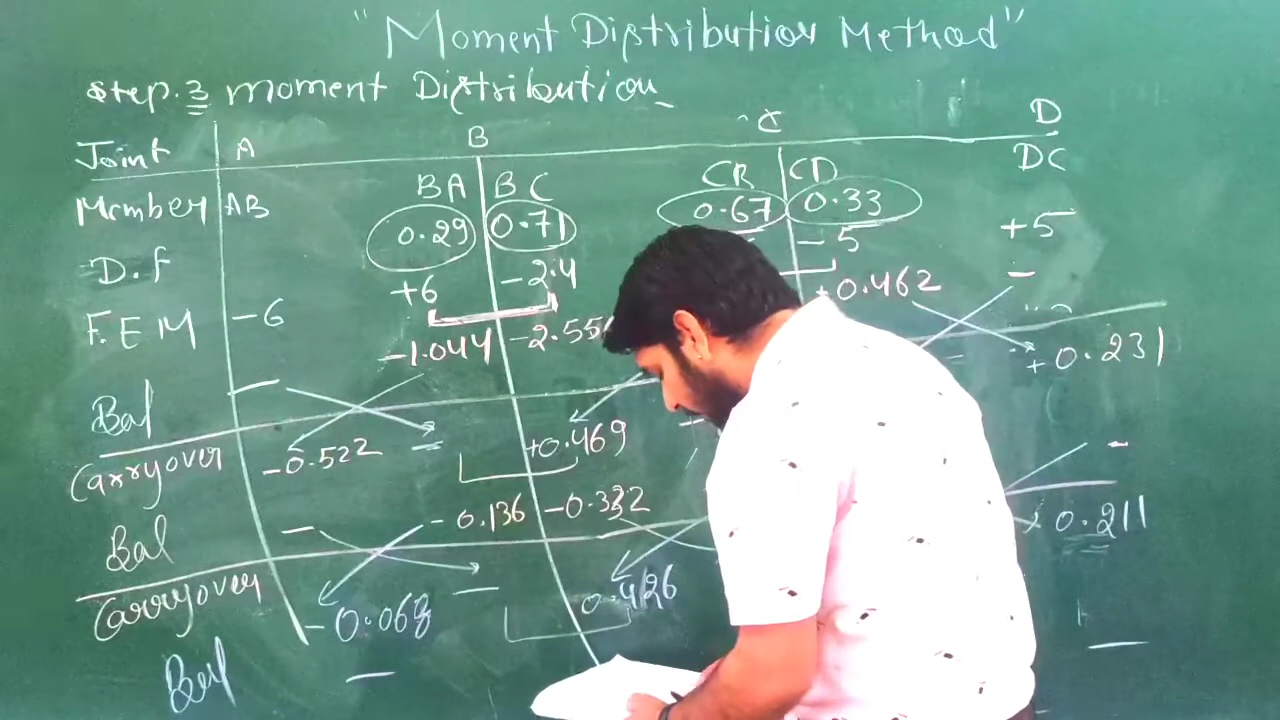 "Moment Distribution Method"
Step. 3 moment Distribution
Joint A B C D
Member AB BA BC CB CD DC
D.f 0.29 0.71 0.67 0.33
F.E.M -6 +6 -2.4 -5 +5
Bal — -1.044 +0.462 —
Carryover -0.522 — +0.469 +0.231
Bal — -0.136 -0.332 -
Carryover -0.068 — 0.426 0.211
Bal — —